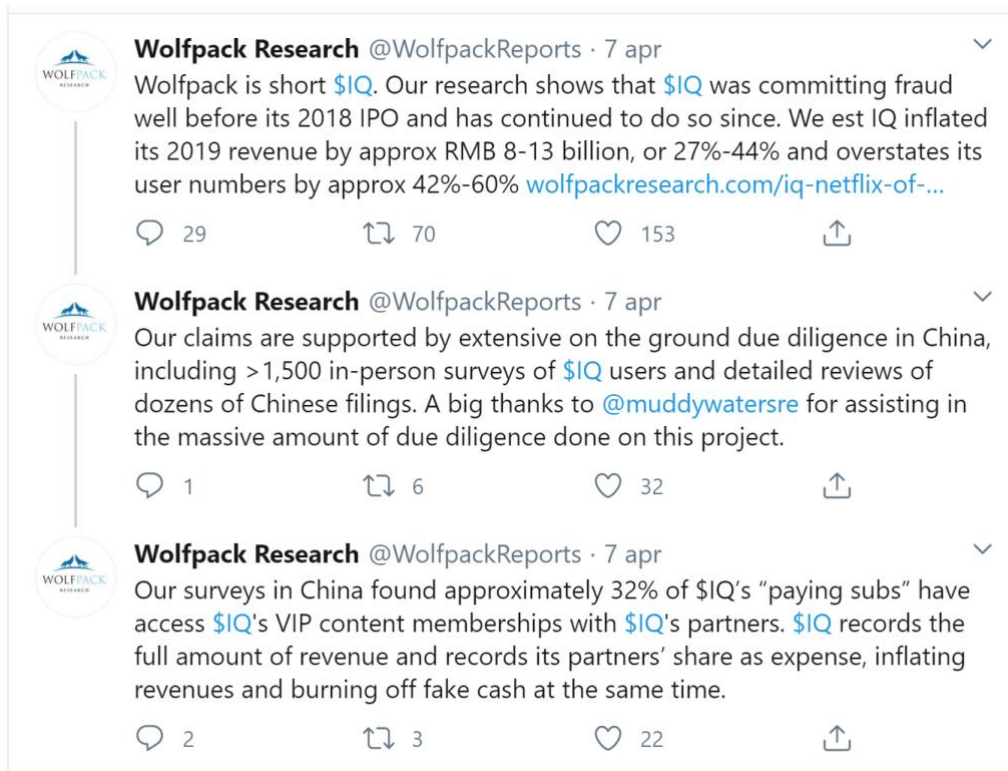 Wolfpack Research @WolfpackReports · 7 apr
WOLFPACK
RESEARCH
Wolfpack is short $IQ. Our research shows that $IQ was committing fraud
well before its 2018 IPO and has continued to do so since. We est IQ inflated
its 2019 revenue by approx RMB 8-13 billion, or 27%-44% and overstates its
user numbers by approx 42%-60% wolfpackresearch.com/iq-netflix-of-...
29 70 153
Wolfpack Research @WolfpackReports · 7 apr
WOLFPACK
RESEARCH
Our claims are supported by extensive on the ground due diligence in China,
including >1,500 in-person surveys of $IQ users and detailed reviews of
dozens of Chinese filings. A big thanks to @muddywatersre for assisting in
the massive amount of due diligence done on this project.
1 6 32
Wolfpack Research @WolfpackReports · 7 apr
WOLFPACK
RESEARCH
Our surveys in China found approximately 32% of $IQ’s “paying subs” have
access $IQ's VIP content memberships with $IQ's partners. $IQ records the
full amount of revenue and records its partners’ share as expense, inflating
revenues and burning off fake cash at the same time.
2 3 22